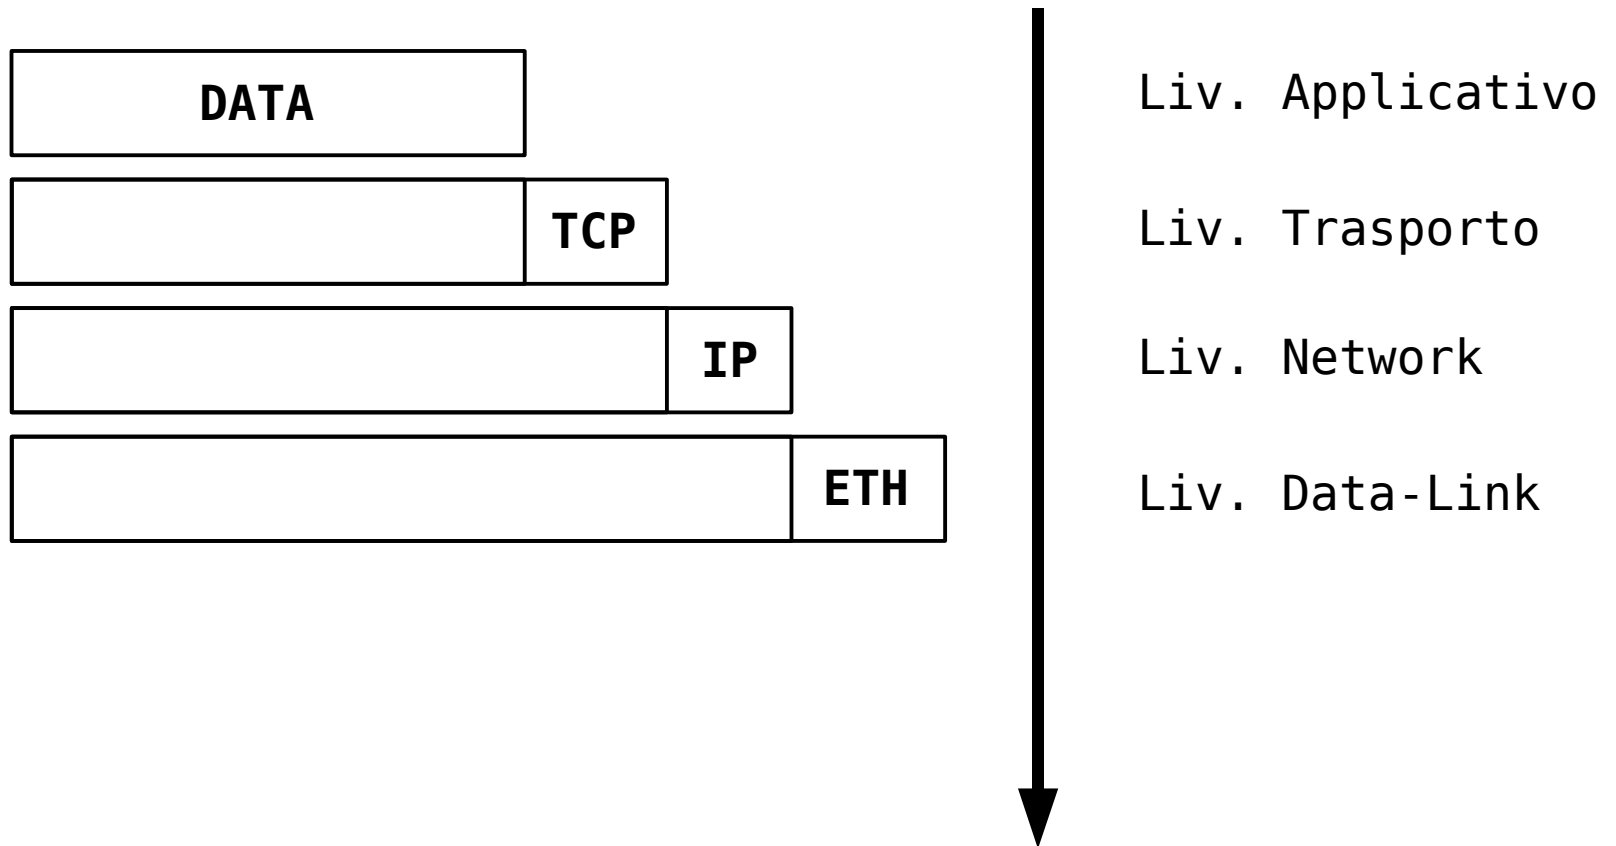 DATA
Liv. Applicativo
TCP
Liv. Trasporto
IP
Liv. Network
ETH
Liv. Data-Link